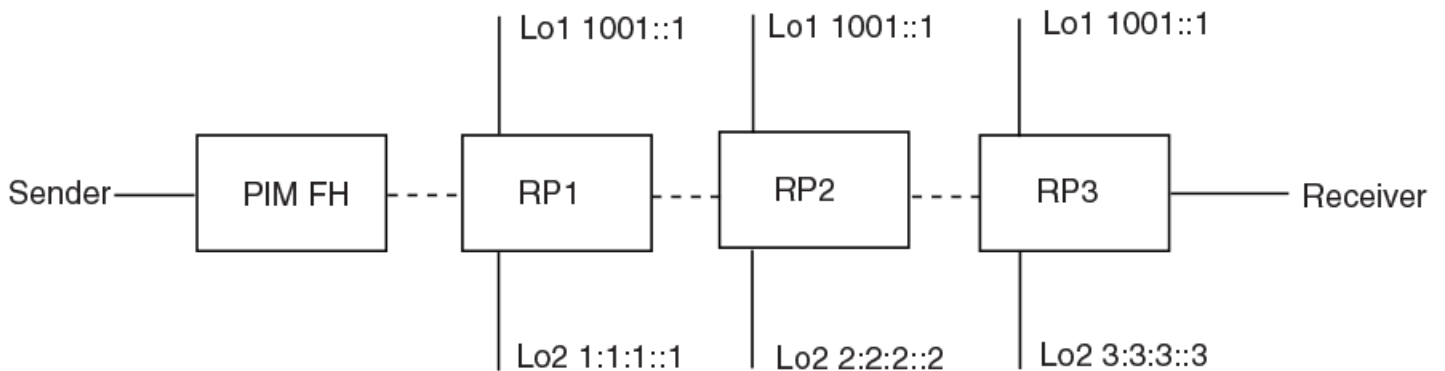 Lo1 1001::1
Lo1 1001::1
Lo1 1001::1
Sender
PIM FH
RP1
RP2
RP3
Receiver
Lo2 1:1:1::1
Lo2 2:2:2::2
Lo2 3:3:3::3